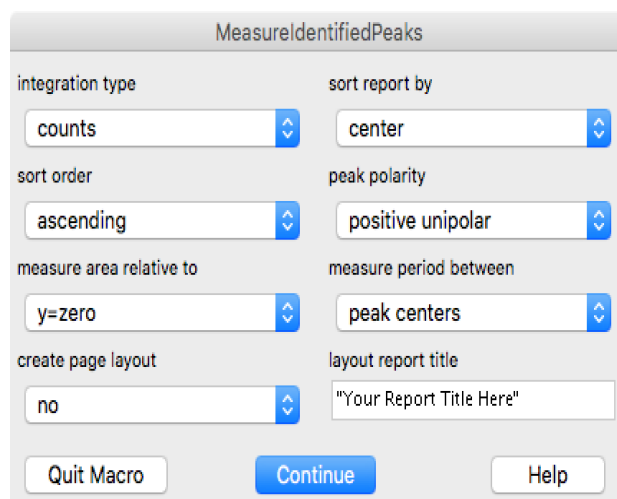 MeasureIdentifiedPeaks
integration type
sort report by
counts
center
sort order
peak polarity
ascending
positive unipolar
measure area relative to
measure period between
y=zero
peak centers
create page layout
layout report title
no
"Your Report Title Here"
Quit Macro
Continue
Help